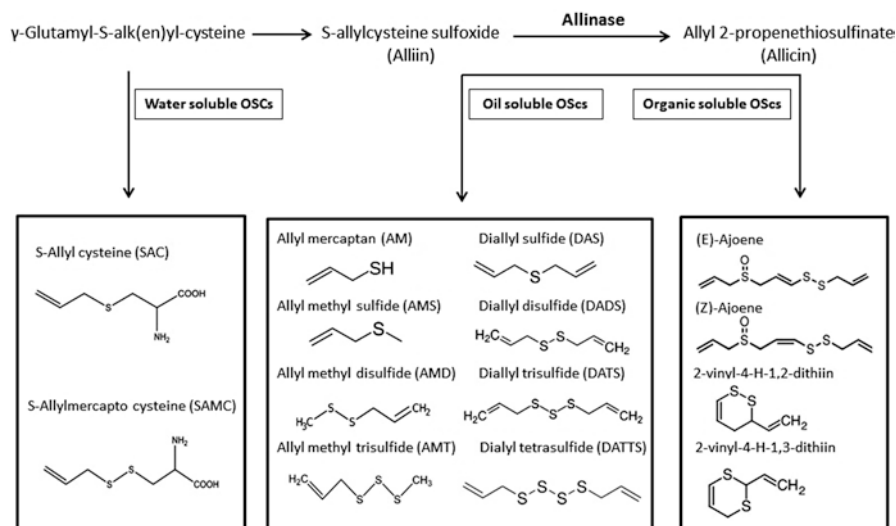 γ-Glutamyl-S-alk(en)yl-cysteine
S-allylcysteine sulfoxide
(Alliin)
Allinase
Allyl 2-propenethiosulfinate
(Allicin)
Water soluble OSCs
Oil soluble OScs
Organic soluble OScs
S-Allyl cysteine (SAC)
S
COOH
NH2
S-Allylmercapto cysteine (SAMC)
NH2
S
S
COOH
Allyl mercaptan (AM)
SH
Diallyl sulfide (DAS)
S
Allyl methyl sulfide (AMS)
S
Diallyl disulfide (DADS)
H2C
S
S
CH2
Allyl methyl disulfide (AMD)
H3C
S
S
CH2
Diallyl trisulfide (DATS)
H2C
S
S
S
CH2
Allyl methyl trisulfide (AMT)
H2C
S
S
S
CH3
Dialyl tetrasulfide (DATTS)
S
S
S
S
(E)-Ajoene
O
S
S
S
(Z)-Ajoene
O
S
S
S
2-vinyl-4-H-1,2-dithiin
S
S
CH2
2-vinyl-4-H-1,3-dithiin
S
CH2
S